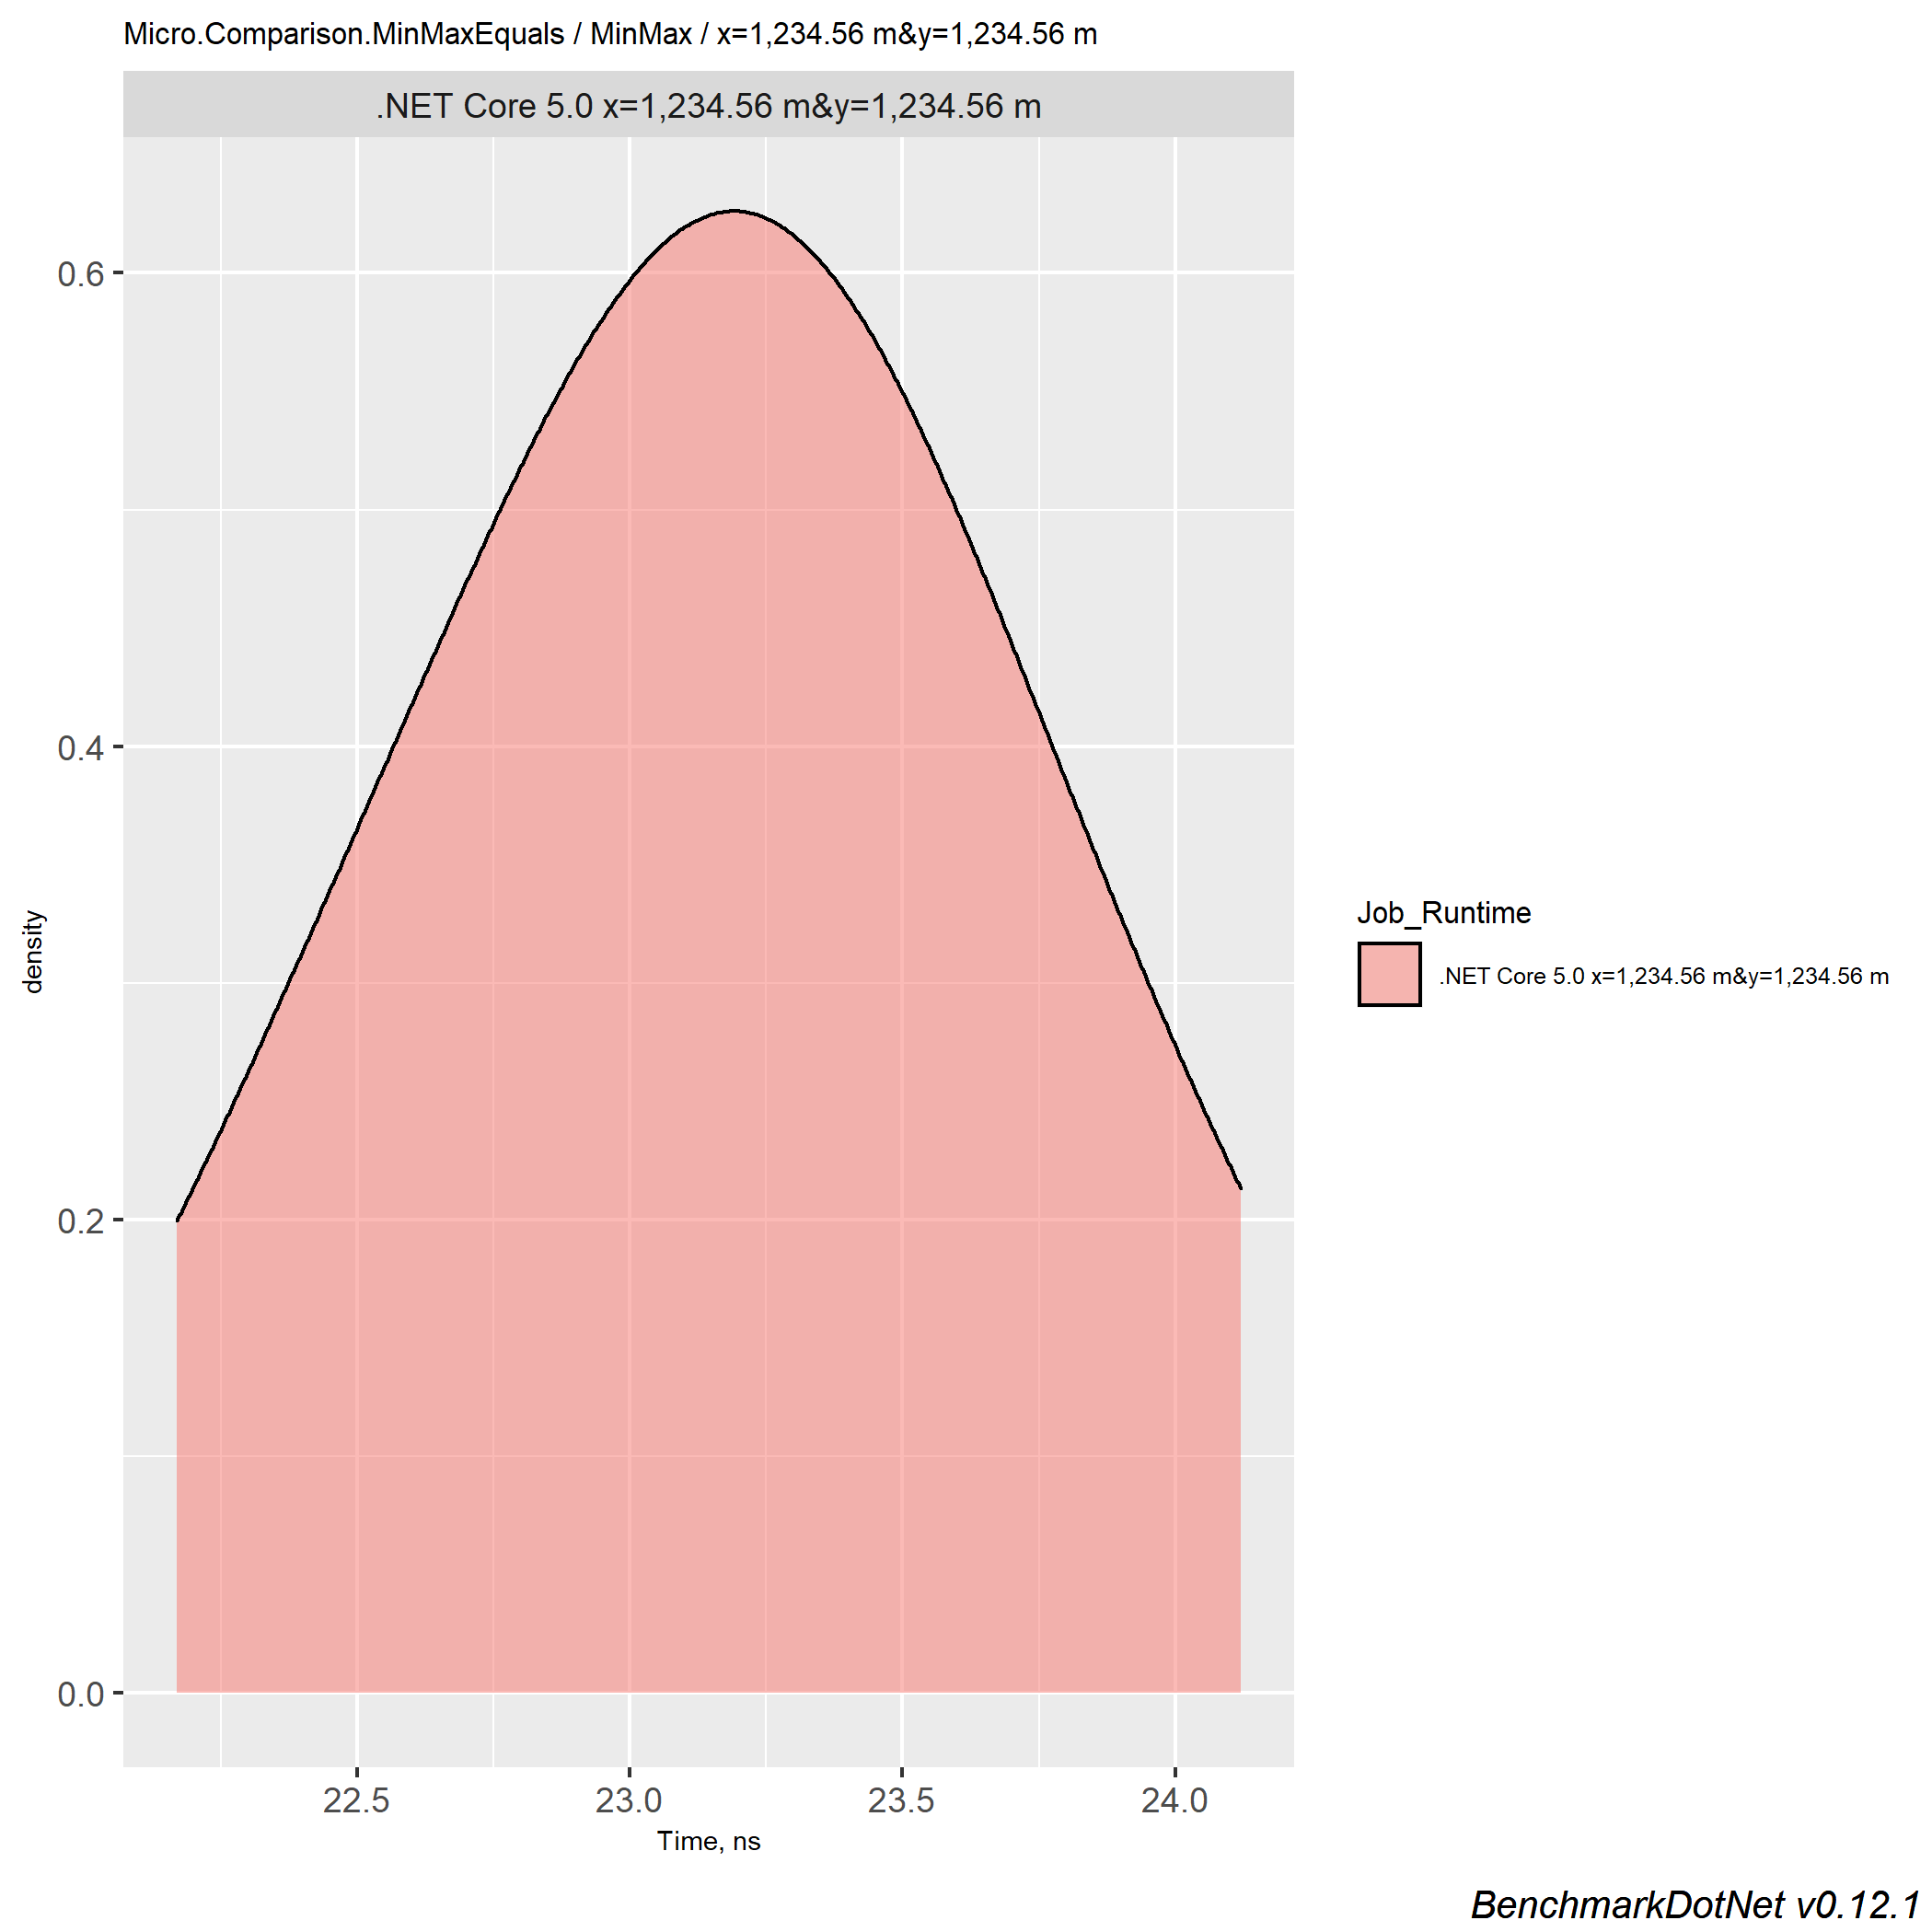 Micro.Comparison.MinMaxEquals / MinMax / x=1,234.56 m&y=1,234.56 m
.NET Core 5.0 x=1,234.56 m&y=1,234.56 m
0.6
0.4
0.2
0.0
density
22.5 23.0 23.5 24.0
Time, ns
Job_Runtime
.NET Core 5.0 x=1,234.56 m&y=1,234.56 m
BenchmarkDotNet v0.12.1